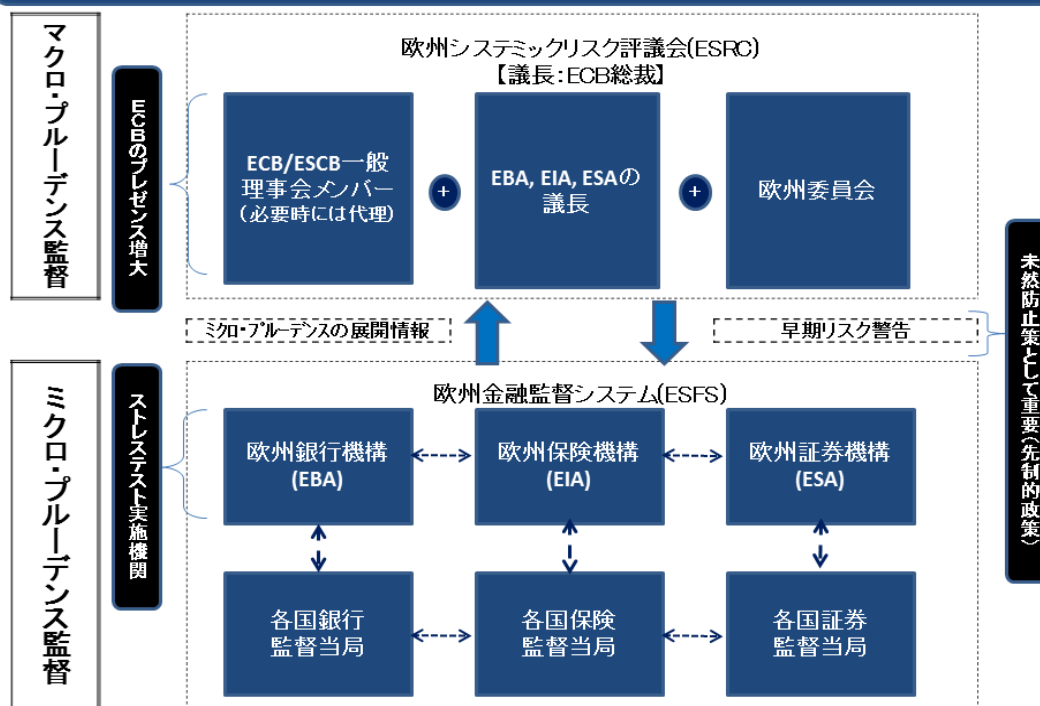 マクロ・プルーデンス監督
ECBのプレゼンス増大
欧州システミックリスク評議会(ESRC)
【議長：ECB総裁】
ECB/ESCB一般
理事会メンバー
(必要時には代理)
+
EBA, EIA, ESAの
議長
+
欧州委員会
ミクロ・プルーデンスの展開情報
早期リスク警告
未然防止策として重要(先制的政策)
ミクロ・プルーデンス監督
ストレステスト実施機関
欧州金融監督システム(ESFS)
欧州銀行機構
(EBA)
欧州保険機構
(EIA)
欧州証券機構
(ESA)
各国銀行
監督当局
各国保険
監督当局
各国証券
監督当局